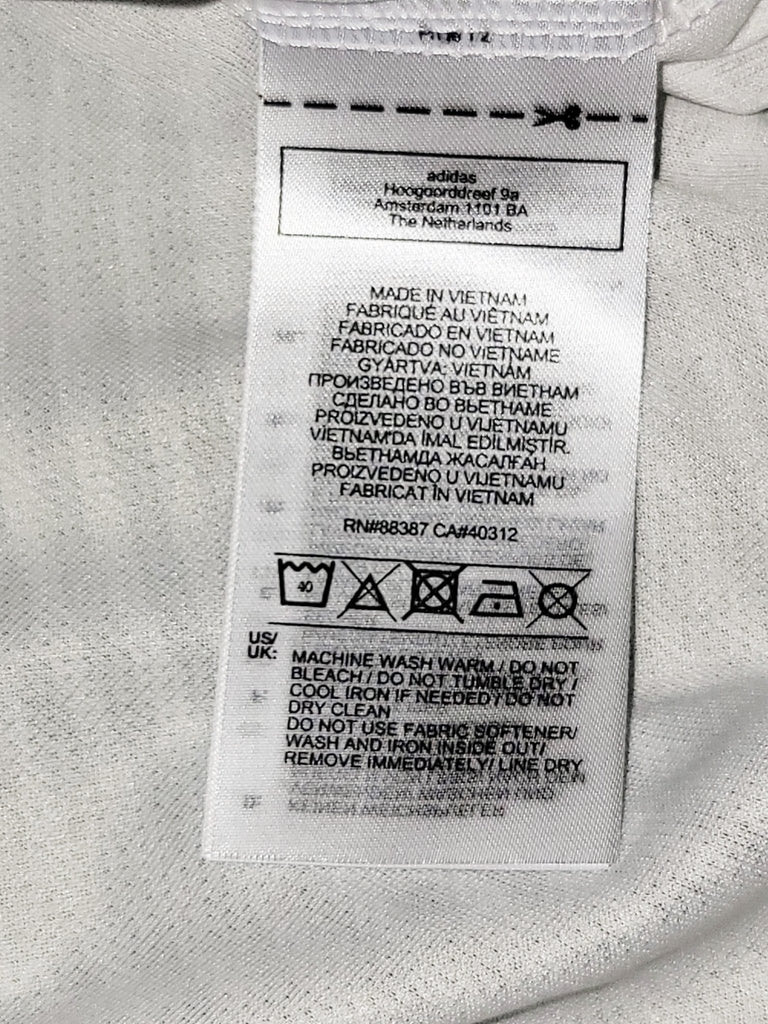 adidas
Hoogoorddreef 9a
Amsterdam 1101 BA
The Netherlands
MADE IN VIETNAM
FABRIQUÉ AU VIÊTNAM
FABRICADO EN VIETNAM
FABRICADO NO VIETNAME
GYÁRTVA: VIETNÁM
ПРОИЗВЕДЕНО ВЪВ ВИЕТНАМ
СДЕЛАНО ВО ВЬЕТНАМЕ
PROIZVEDENO U VIJETNAMU
VİETNAM'DA İMAL EDİLMİŞTİR.
ВЬЕТНАМДА ЖАСАЛҒАН
PROIZVEDENO U VIJETNAMU
FABRICAT ÎN VIETNAM
RN#88387 CA#40312
40
US/
UK:
MACHINE WASH WARM / DO NOT
BLEACH / DO NOT TUMBLE DRY /
COOL IRON IF NEEDED / DO NOT
DRY CLEAN
DO NOT USE FABRIC SOFTENER/
WASH AND IRON INSIDE OUT/
REMOVE IMMEDIATELY/ LINE DRY